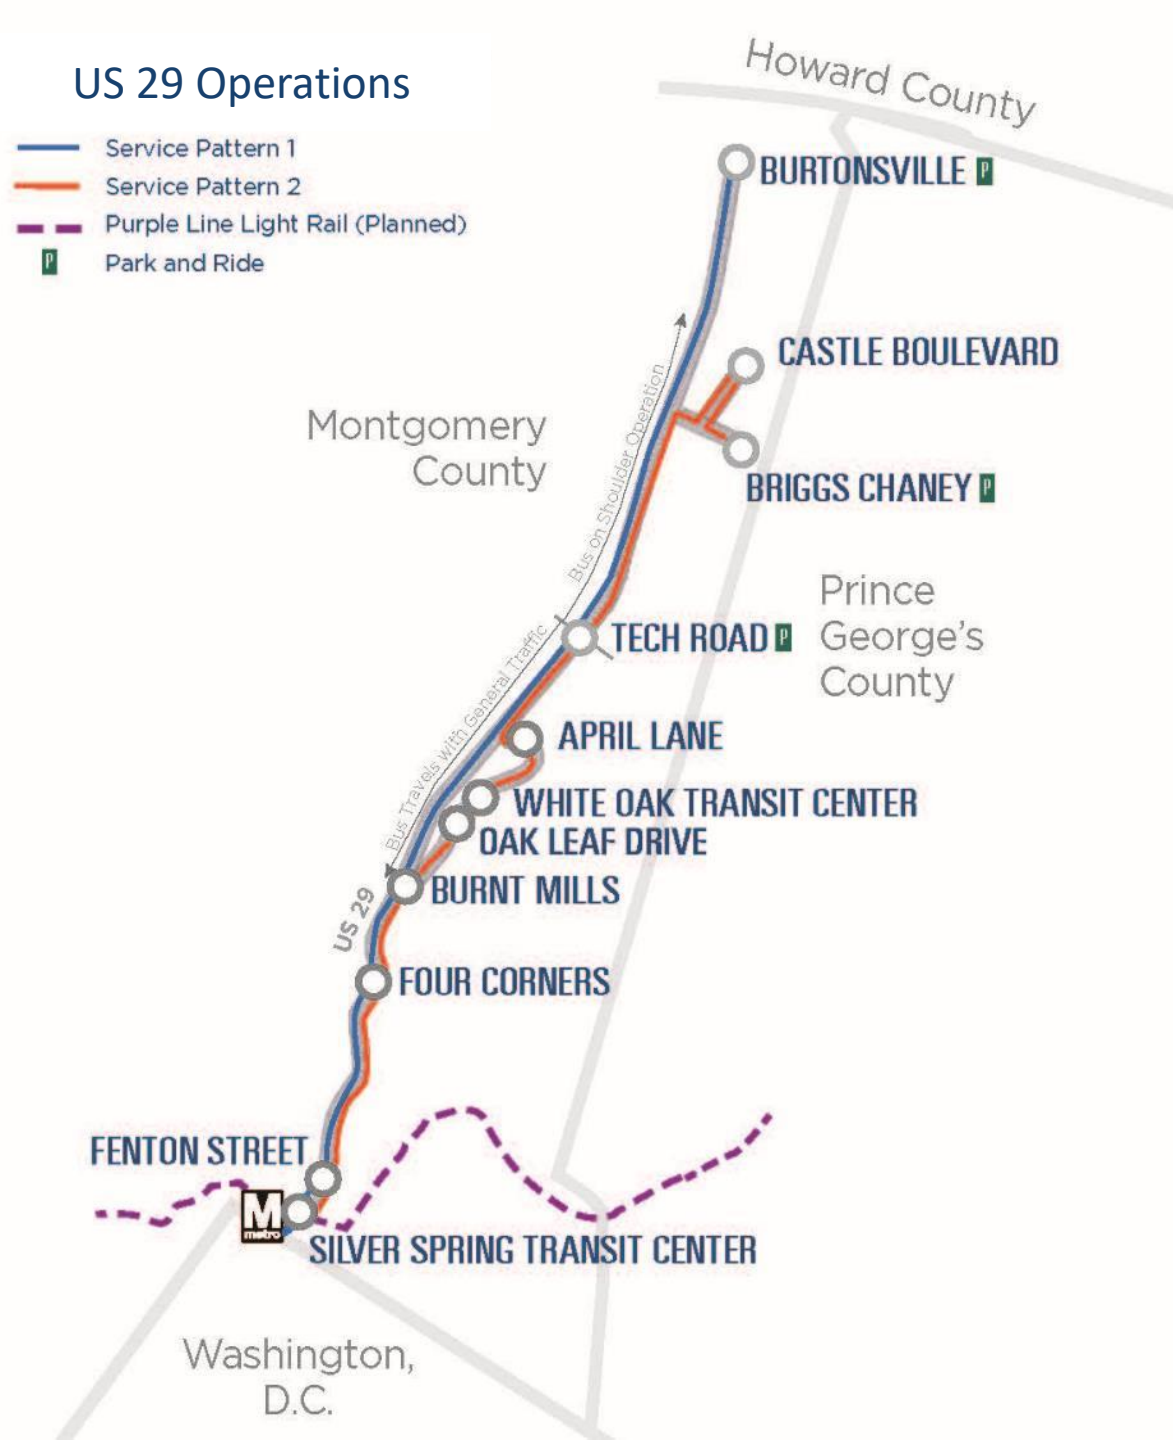 US 29 Operations
Service Pattern 1
Service Pattern 2
Purple Line Light Rail (Planned)
P
Park and Ride
Howard County
BURTONSVILLE P
CASTLE BOULEVARD
Montgomery
County
Bus on Shoulder Operation
BRIGGS CHANEY P
Prince
George's
County
TECH ROAD P
Bus Travels with General Traffic
APRIL LANE
WHITE OAK TRANSIT CENTER
OAK LEAF DRIVE
BURNT MILLS
US 29
FOUR CORNERS
FENTON STREET
M
metro
SILVER SPRING TRANSIT CENTER
Washington,
D.C.